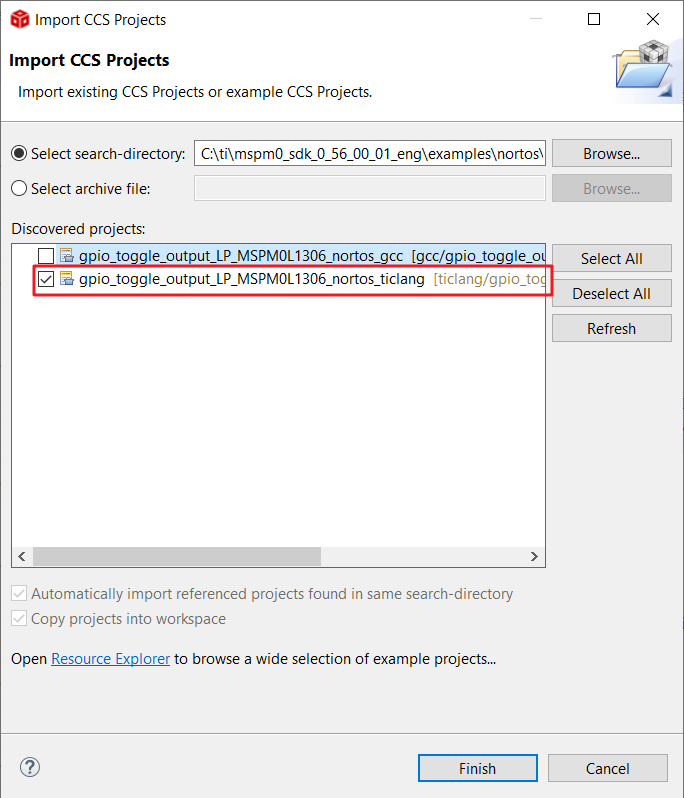 Import CCS Projects
Import CCS Projects
Import existing CCS Projects or example CCS Projects.
Select search-directory: C:\ti\mspm0_sdk_0_56_00_01_eng\examples\nortos\ Browse...
Select archive file: Browse...
Discovered projects:
gpio_toggle_output_LP_MSPM0L1306_nortos_gcc [gcc/gpio_toggle_ou Select All
gpio_toggle_output_LP_MSPM0L1306_nortos_ticlang [ticlang/gpio_tog
Deselect All
Refresh
Automatically import referenced projects found in same search-directory
Copy projects into workspace
Open Resource Explorer to browse a wide selection of example projects...
? Finish Cancel